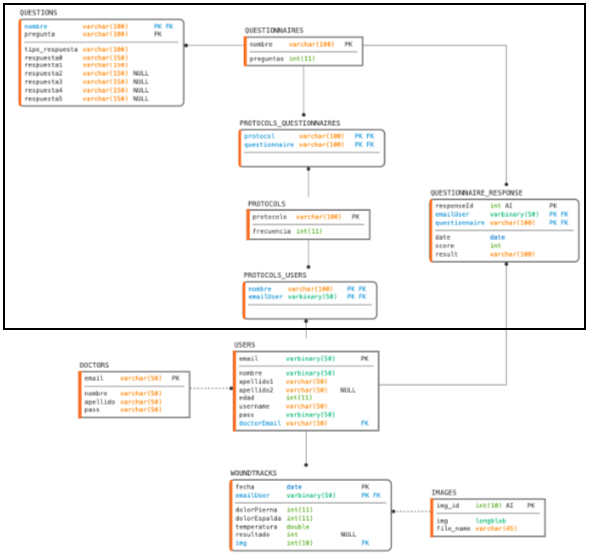 QUESTIONS
nombre varchar(100) PK FK
pregunta varchar(100) PK
tipo_respuesta varchar(100)
respuesta0 varchar(150)
respuesta1 varchar(150)
respuesta2 varchar(150) NULL
respuesta3 varchar(150) NULL
respuesta4 varchar(150) NULL
respuesta5 varchar(150) NULL
QUESTIONNAIRES
nombre varchar(100) PK
preguntas int(11)
PROTOCOLS_QUESTIONNAIRES
protocol varchar(100) PK FK
questionnaire varchar(100) PK FK
PROTOCOLS
protocolo varchar(100) PK
frecuencia int(11)
QUESTIONNAIRE_RESPONSE
responseId int AI PK
emailUser varbinary(50) PK FK
questionnaire varchar(100) PK FK
date date
score int
result varchar(100)
PROTOCOLS_USERS
nombre varchar(100) PK FK
emailUser varbinary(50) PK FK
USERS
email varbinary(50) PK
nombre varbinary(50)
apellido1 varchar(50)
apellido2 varchar(50) NULL
edad int(11)
username varchar(50)
pass varbinary(50)
doctorEmail varchar(50) FK
DOCTORS
email varchar(50) PK
nombre varchar(50)
apellido varchar(50)
pass varchar(50)
WOUNDTRACKS
fecha date PK
emailUser varbinary(50) PK FK
dolorPierna int(11)
dolorEspalda int(11)
temperatura double
resultado int NULL
img int(10) FK
IMAGES
img_id int(10) AI PK
img longblob
file_name varchar(45)